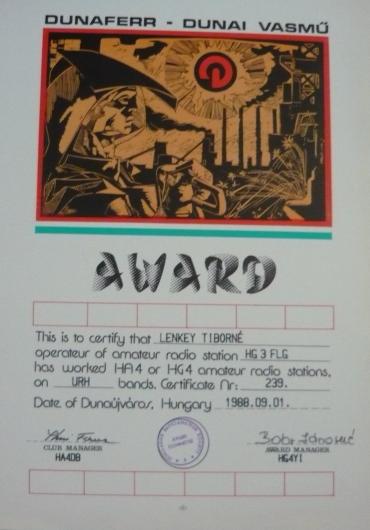 DUNAFERR - DUNAI VASMŰ
AWARD
This is to certify that LENKEY TIBORNÉ
operateur of amateur radio station HG3FLG
has worked HA4 or HG4 amateur radio stations,
on URH bands. Certificate Nr: 239.
Date of Dunaújváros, Hungary 1988.09.01.
CLUB MANAGER
HA4DB
AWARD MANAGER
HG4YI